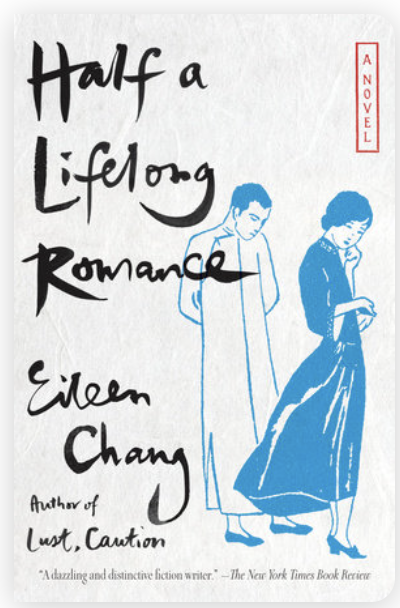 Half a
Lifelong
Romance
A NOVEL
Eileen
Chang
Author of
Lust, Caution
"A dazzling and distinctive fiction writer." —The New York Times Book Review